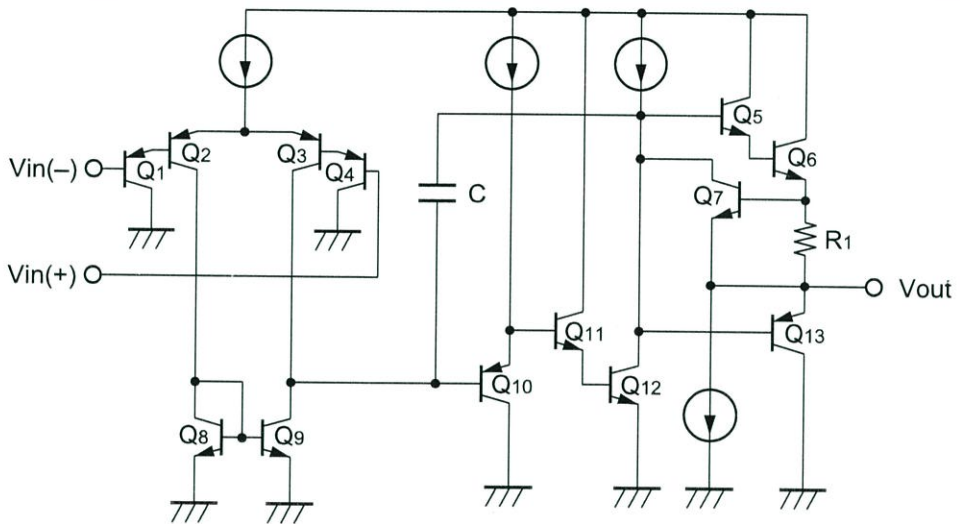 Q5
Q2
Q3
Q6
Vin(–)
Q1
Q4
Q7
C
R1
Vin(+)
Vout
Q11
Q13
Q10
Q12
Q8
Q9